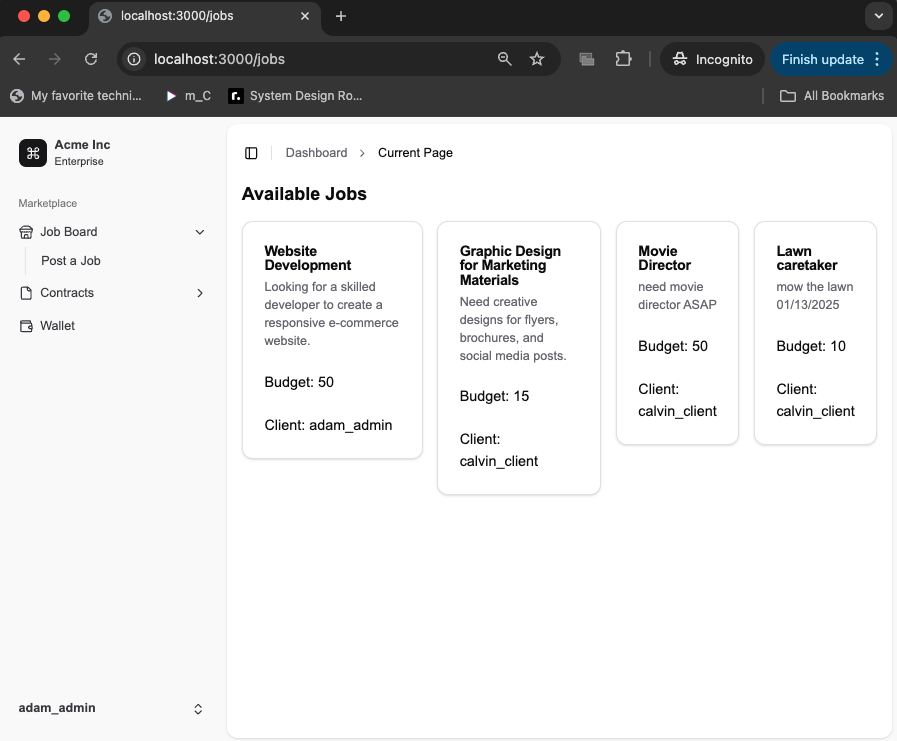 localhost:3000/jobs
localhost:3000/jobs
Incognito
Finish update
My favorite techni...
m_C
System Design Ro...
All Bookmarks
Acme Inc
Enterprise
Marketplace
Job Board
Post a Job
Contracts
Wallet
adam_admin
Dashboard
Current Page
Available Jobs
Website
Development
Looking for a skilled
developer to create a
responsive e-commerce
website.
Budget: 50
Client: adam_admin
Graphic Design
for Marketing
Materials
Need creative
designs for flyers,
brochures, and
social media posts.
Budget: 15
Client:
calvin_client
Movie
Director
need movie
director ASAP
Budget: 50
Client:
calvin_client
Lawn
caretaker
mow the lawn
01/13/2025
Budget: 10
Client:
calvin_client